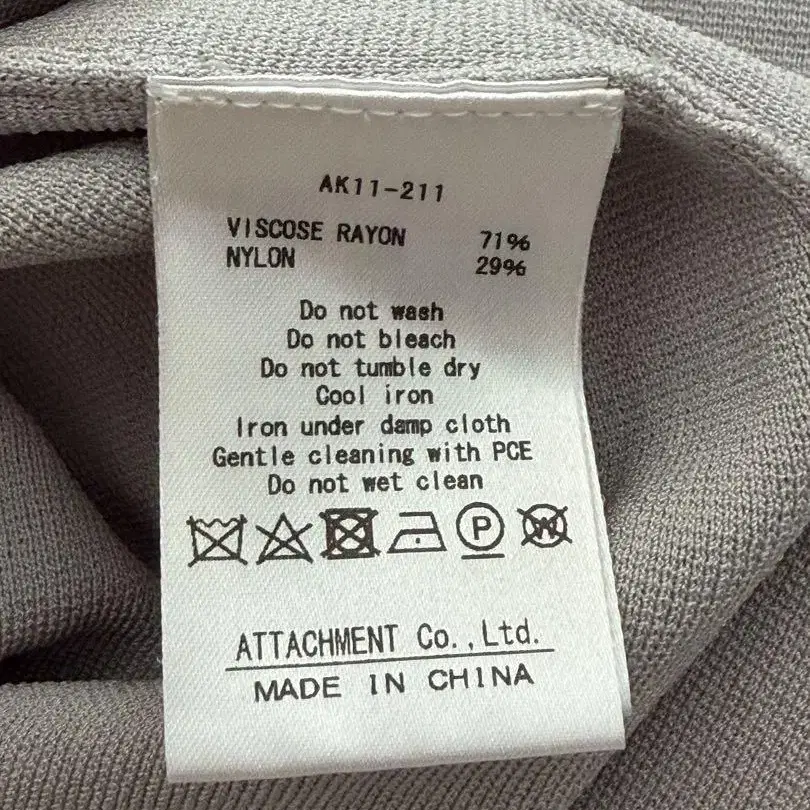 AK11-211
VISCOSE RAYON 71%
NYLON 29%
Do not wash
Do not bleach
Do not tumble dry
Cool iron
Iron under damp cloth
Gentle cleaning with PCE
Do not wet clean
P W
ATTACHMENT Co.,Ltd.
MADE IN CHINA